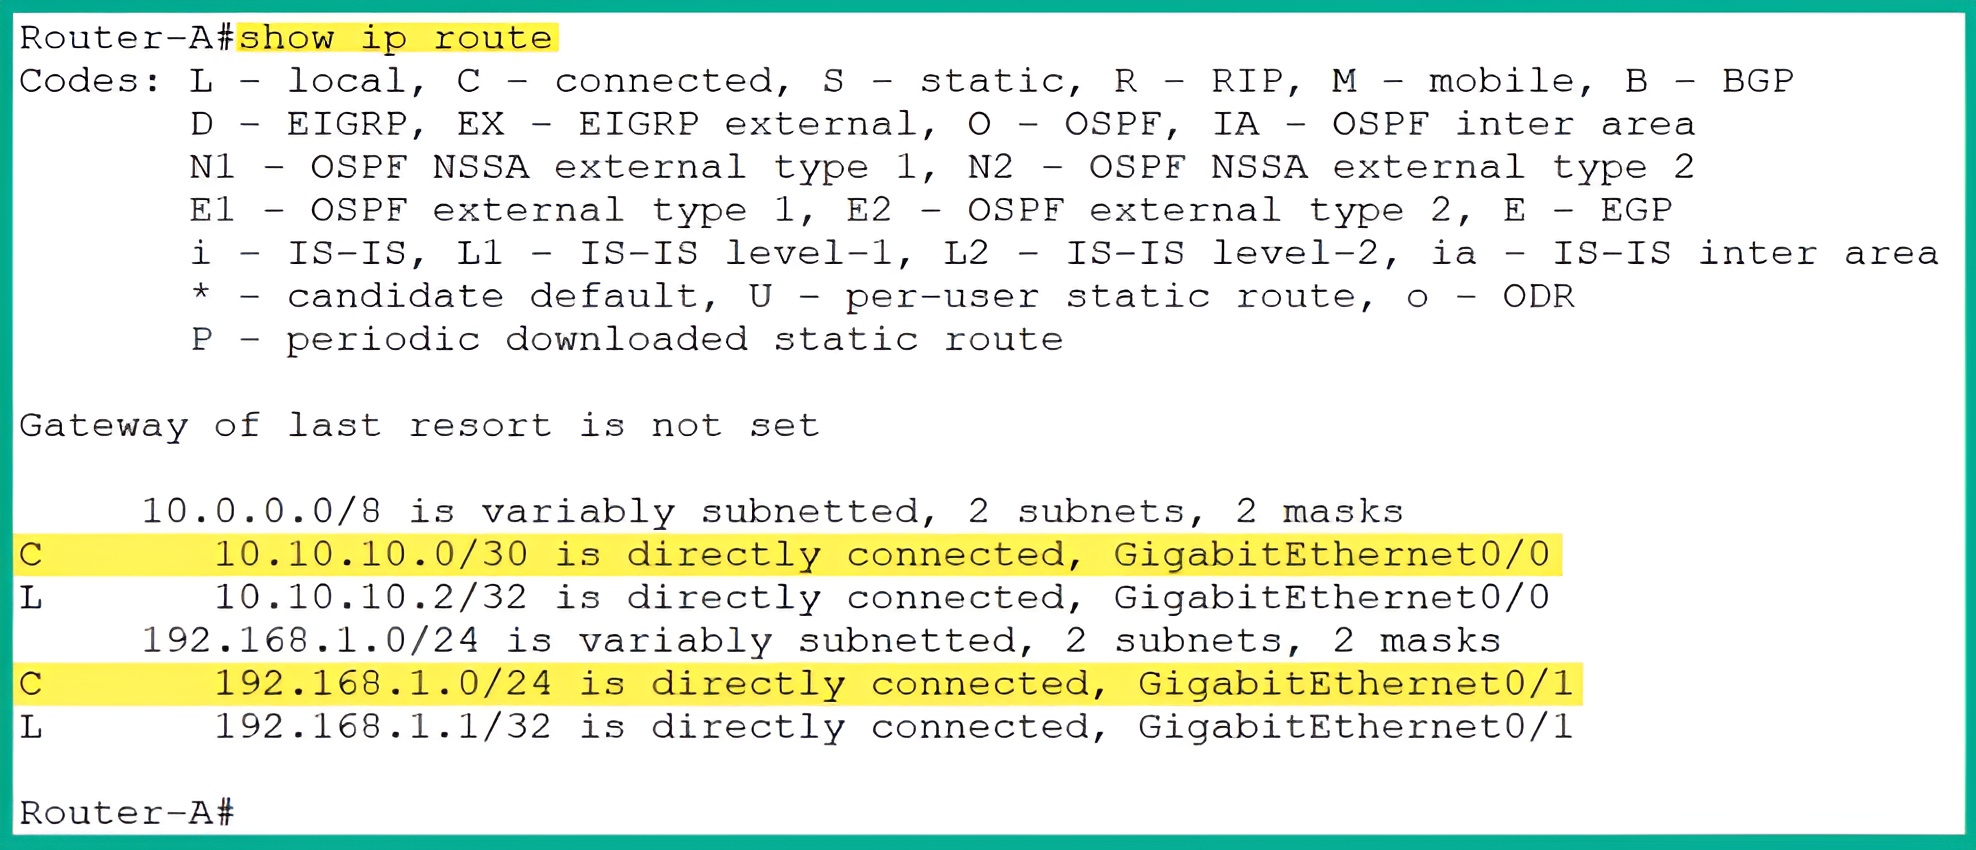 Router-A#show ip route
Codes: L - local, C - connected, S - static, R - RIP, M - mobile, B - BGP
D - EIGRP, EX - EIGRP external, O - OSPF, IA - OSPF inter area
N1 - OSPF NSSA external type 1, N2 - OSPF NSSA external type 2
E1 - OSPF external type 1, E2 - OSPF external type 2, E - EGP
i - IS-IS, L1 - IS-IS level-1, L2 - IS-IS level-2, ia - IS-IS inter area
* - candidate default, U - per-user static route, o - ODR
P - periodic downloaded static route
Gateway of last resort is not set
10.0.0.0/8 is variably subnetted, 2 subnets, 2 masks
C 10.10.10.0/30 is directly connected, GigabitEthernet0/0
L 10.10.10.2/32 is directly connected, GigabitEthernet0/0
192.168.1.0/24 is variably subnetted, 2 subnets, 2 masks
C 192.168.1.0/24 is directly connected, GigabitEthernet0/1
L 192.168.1.1/32 is directly connected, GigabitEthernet0/1
Router-A#